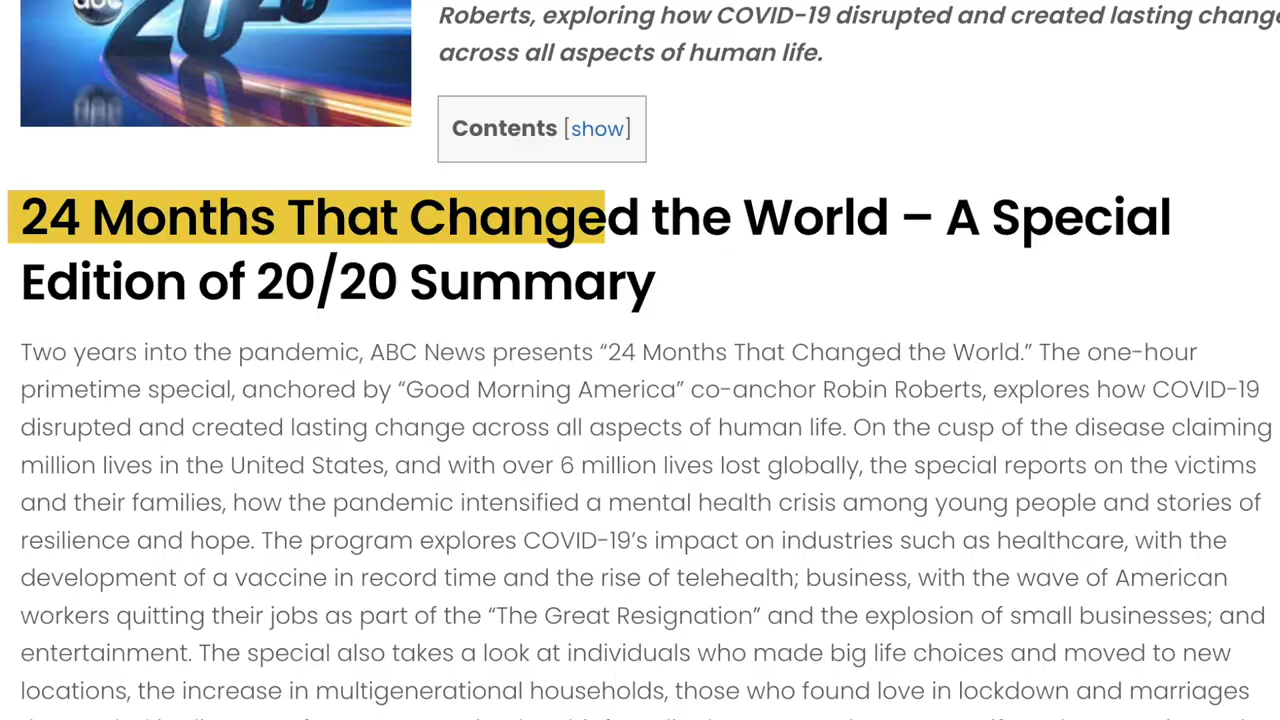 abc
2020
Roberts, exploring how COVID-19 disrupted and created lasting change
across all aspects of human life.
Contents [show]
24 Months That Changed the World – A Special
Edition of 20/20 Summary
Two years into the pandemic, ABC News presents “24 Months That Changed the World.” The one-hour
primetime special, anchored by “Good Morning America” co-anchor Robin Roberts, explores how COVID-19
disrupted and created lasting change across all aspects of human life. On the cusp of the disease claiming
million lives in the United States, and with over 6 million lives lost globally, the special reports on the victims
and their families, how the pandemic intensified a mental health crisis among young people and stories of
resilience and hope. The program explores COVID-19’s impact on industries such as healthcare, with the
development of a vaccine in record time and the rise of telehealth; business, with the wave of American
workers quitting their jobs as part of the “The Great Resignation” and the explosion of small businesses; and
entertainment. The special also takes a look at individuals who made big life choices and moved to new
locations, the increase in multigenerational households, those who found love in lockdown and marriages